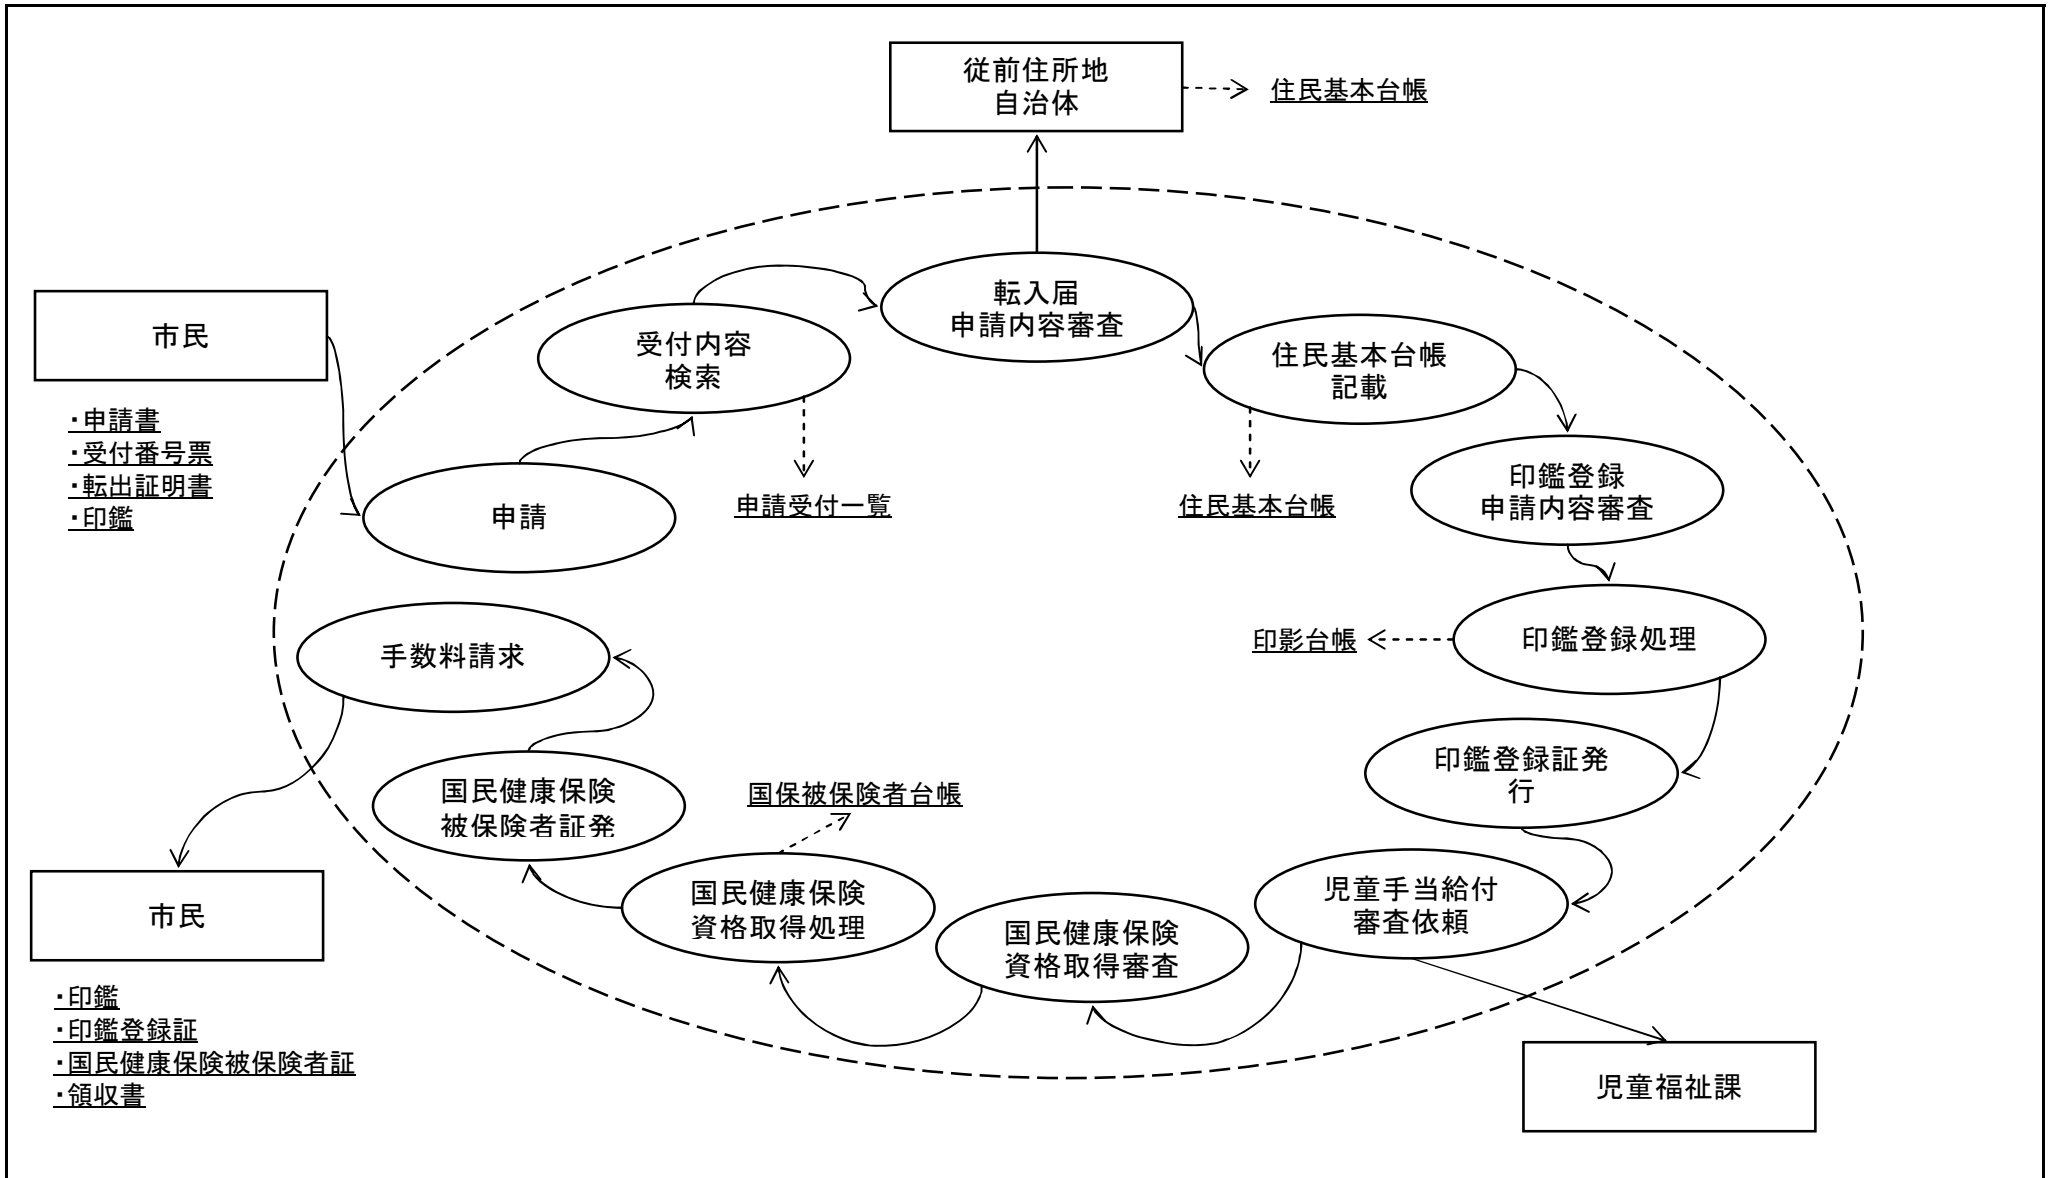 従前住所地
自治体
住民基本台帳
市民
・申請書
・受付番号票
・転出証明書
・印鑑
申請
受付内容
検索
申請受付一覧
転入届
申請内容審査
住民基本台帳
記載
住民基本台帳
印鑑登録
申請内容審査
印鑑登録処理
印影台帳
印鑑登録証発
行
児童手当給付
審査依頼
児童福祉課
国民健康保険
資格取得審査
国民健康保険
資格取得処理
国保被保険者台帳
国民健康保険
被保険者証発
手数料請求
市民
・印鑑
・印鑑登録証
・国民健康保険被保険者証
・領収書